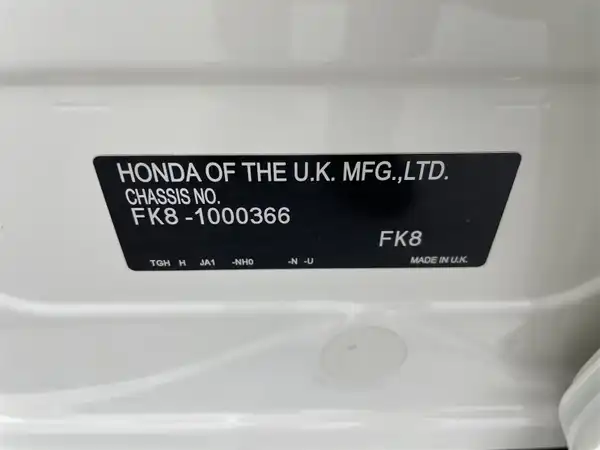 HONDA OF THE U.K. MFG.,LTD.
CHASSIS NO.
FK8 -1000366
FK8
TGH H JA1 -NH0 -N -U
MADE IN U.K.